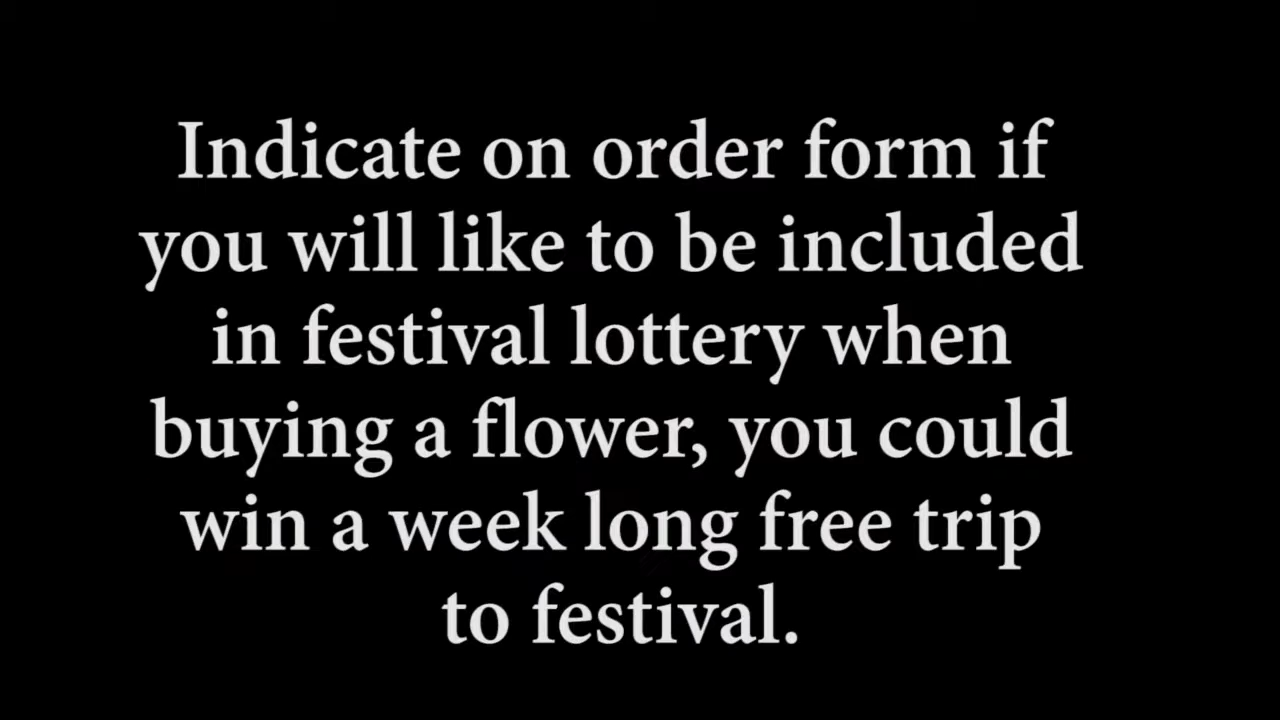 Indicate on order form if
you will like to be included
in festival lottery when
buying a flower, you could
win a week long free trip
to festival.